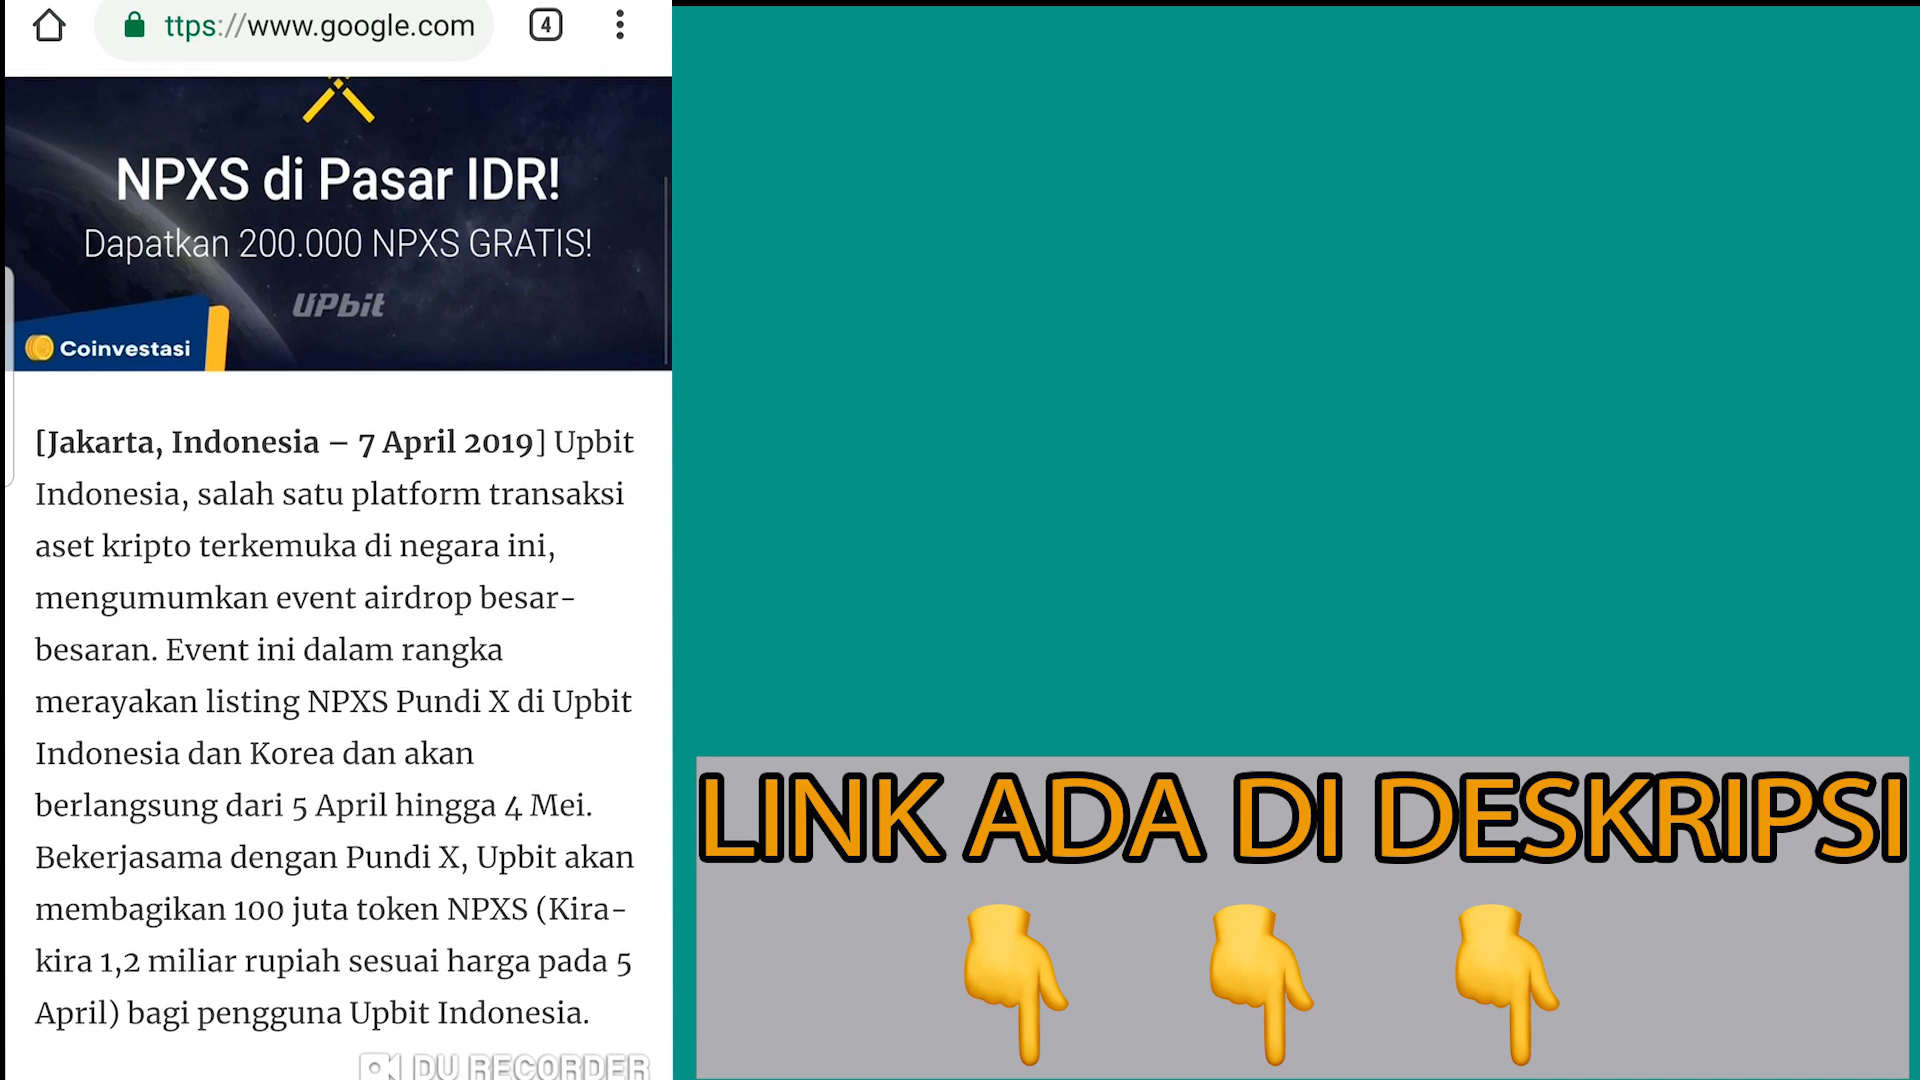 ttps://www.google.com
4
NPXS di Pasar IDR!
Dapatkan 200.000 NPXS GRATIS!
UPbit
Coinvestasi
[Jakarta, Indonesia – 7 April 2019] Upbit
Indonesia, salah satu platform transaksi
aset kripto terkemuka di negara ini,
mengumumkan event airdrop besar-
besaran. Event ini dalam rangka
merayakan listing NPXS Pundi X di Upbit
Indonesia dan Korea dan akan
berlangsung dari 5 April hingga 4 Mei.
Bekerjasama dengan Pundi X, Upbit akan
membagikan 100 juta token NPXS (Kira-
kira 1,2 miliar rupiah sesuai harga pada 5
April) bagi pengguna Upbit Indonesia.
DU RECORDER
LINK ADA DI DESKRIPSI